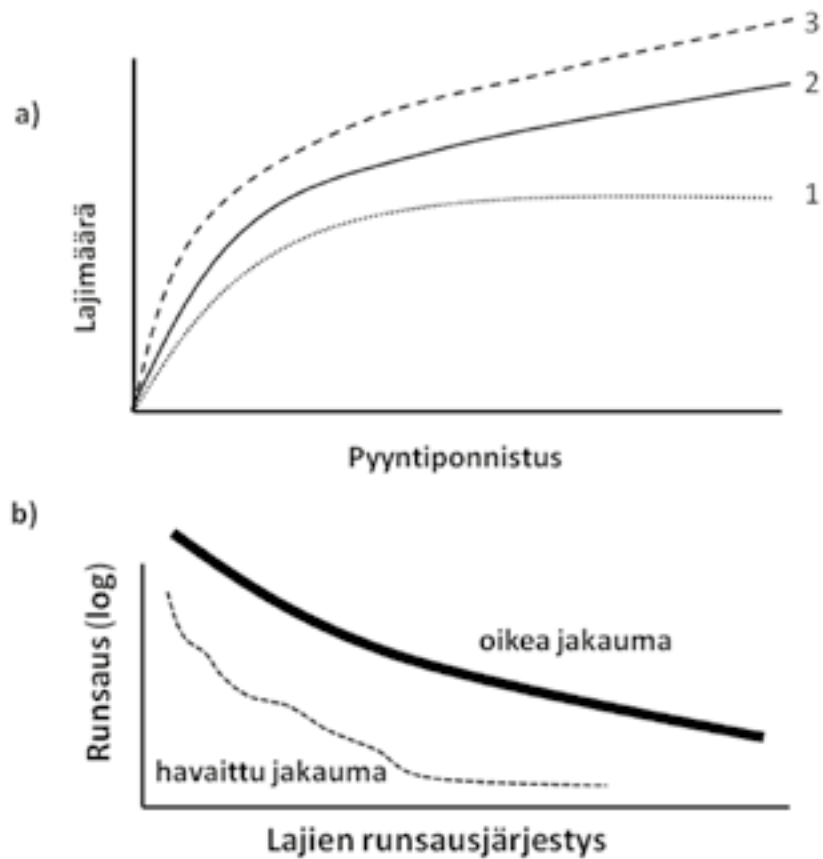 a)
Lajimäärä
3
2
1
Pyyntiponnistus
b)
Runsaus (log)
oikea jakauma
havaittu jakauma
Lajien runsausjärjestys